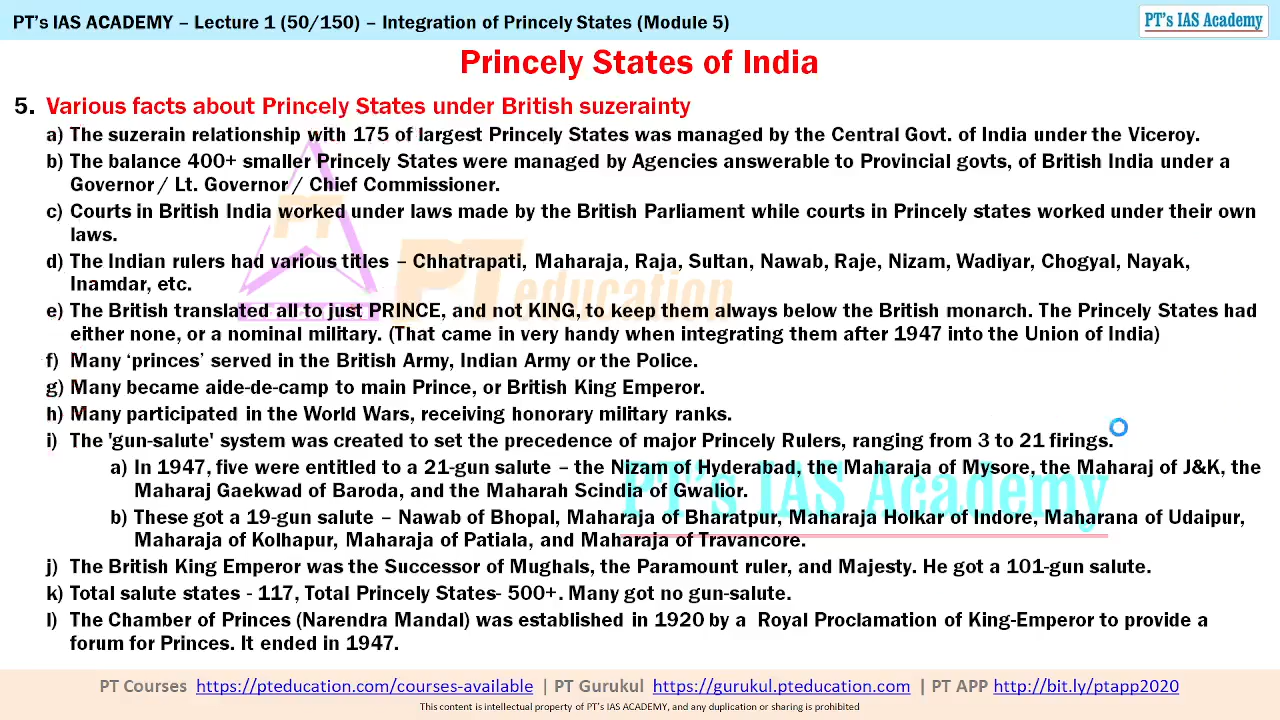 PT's IAS ACADEMY – Lecture 1 (50/150) – Integration of Princely States (Module 5)
PT's IAS Academy
Princely States of India
5. Various facts about Princely States under British suzerainty
a) The suzerain relationship with 175 of largest Princely States was managed by the Central Govt. of India under the Viceroy.
b) The balance 400+ smaller Princely States were managed by Agencies answerable to Provincial govts, of British India under a
Governor / Lt. Governor / Chief Commissioner.
c) Courts in British India worked under laws made by the British Parliament while courts in Princely states worked under their own
laws.
d) The Indian rulers had various titles – Chhatrapati, Maharaja, Raja, Sultan, Nawab, Raje, Nizam, Wadiyar, Chogyal, Nayak,
Inamdar, etc.
e) The British translated all to just PRINCE, and not KING, to keep them always below the British monarch. The Princely States had
either none, or a nominal military. (That came in very handy when integrating them after 1947 into the Union of India)
f) Many ‘princes’ served in the British Army, Indian Army or the Police.
g) Many became aide-de-camp to main Prince, or British King Emperor.
h) Many participated in the World Wars, receiving honorary military ranks.
i) The 'gun-salute' system was created to set the precedence of major Princely Rulers, ranging from 3 to 21 firings.
a) In 1947, five were entitled to a 21-gun salute – the Nizam of Hyderabad, the Maharaja of Mysore, the Maharaj of J&K, the
Maharaj Gaekwad of Baroda, and the Maharah Scindia of Gwalior.
b) These got a 19-gun salute – Nawab of Bhopal, Maharaja of Bharatpur, Maharaja Holkar of Indore, Maharana of Udaipur,
Maharaja of Kolhapur, Maharaja of Patiala, and Maharaja of Travancore.
j) The British King Emperor was the Successor of Mughals, the Paramount ruler, and Majesty. He got a 101-gun salute.
k) Total salute states - 117, Total Princely States- 500+. Many got no gun-salute.
l) The Chamber of Princes (Narendra Mandal) was established in 1920 by a Royal Proclamation of King-Emperor to provide a
forum for Princes. It ended in 1947.
PT
PT education
PT's IAS Academy
PT Courses https://pteducation.com/courses-available | PT Gurukul https://gurukul.pteducation.com | PT APP http://bit.ly/ptapp2020
This content is intellectual property of PT's IAS ACADEMY, and any duplication or sharing is prohibited